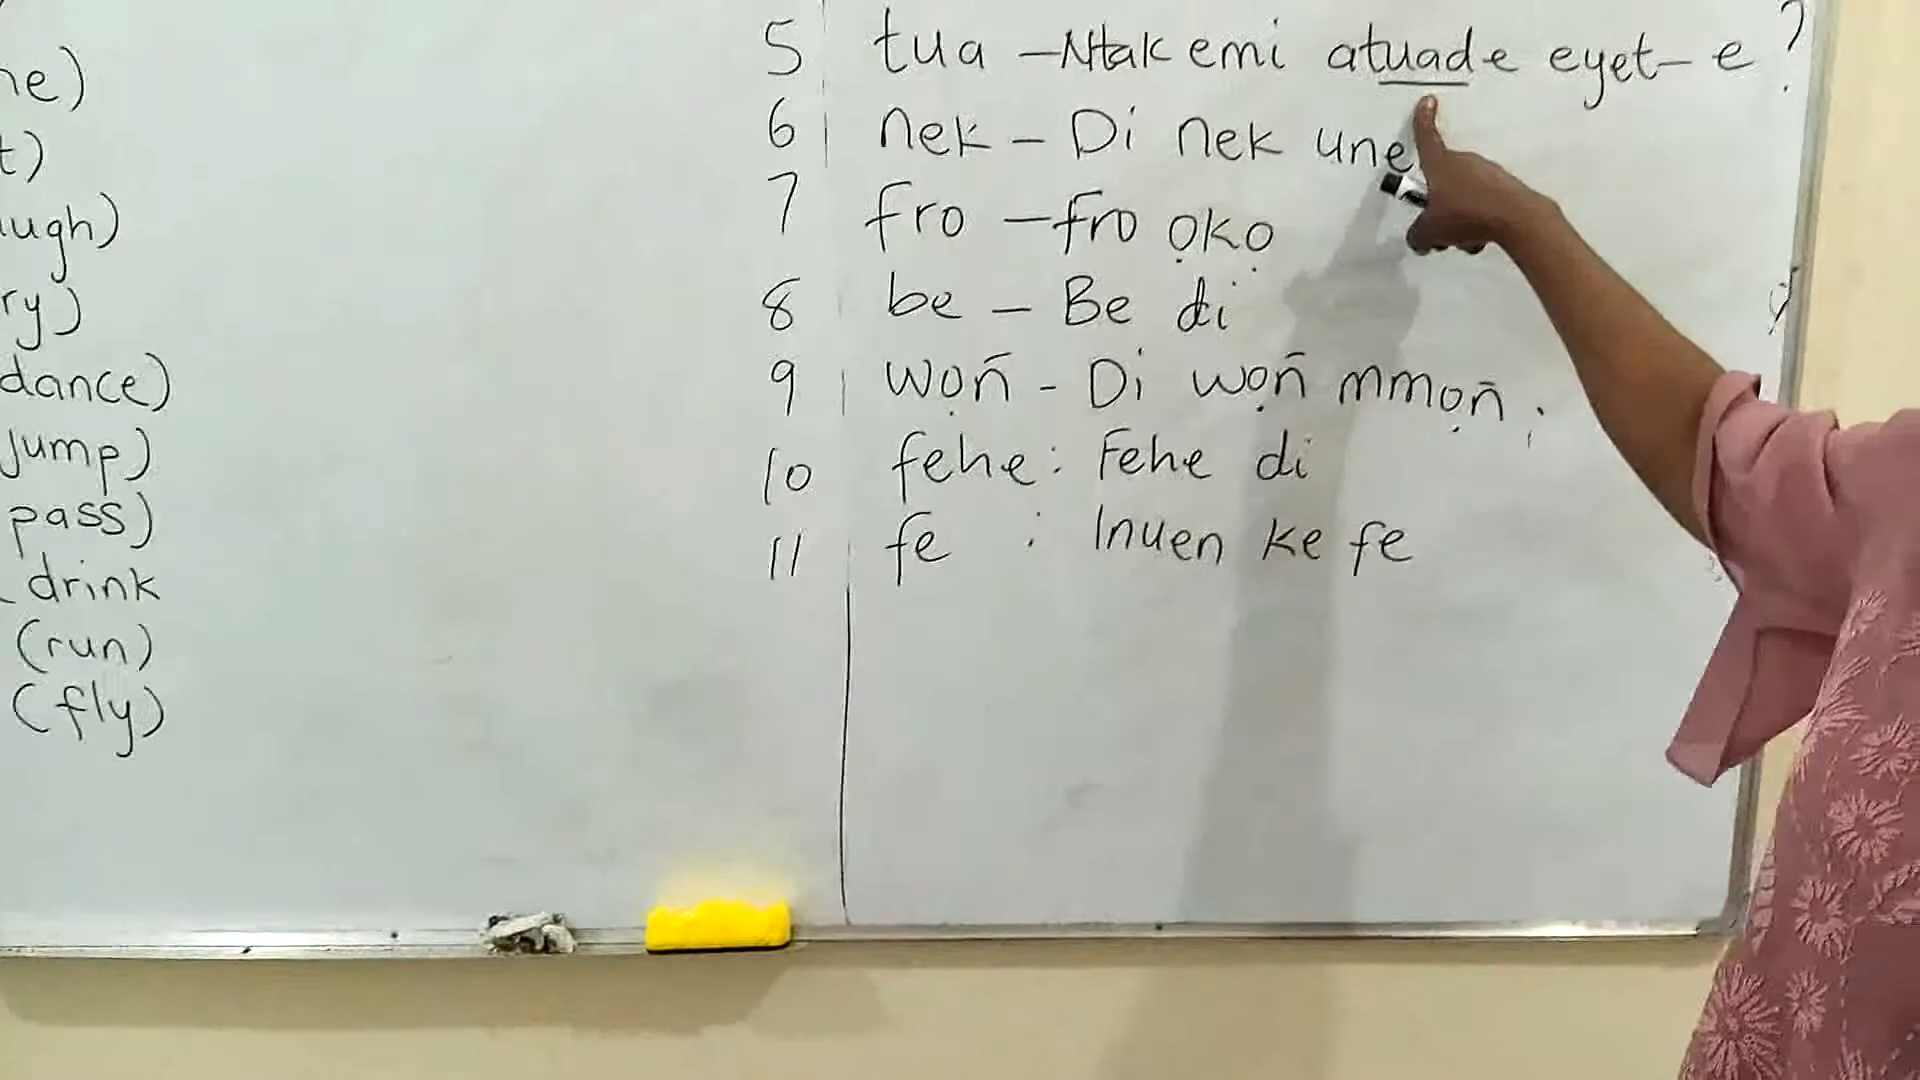 he)
t)
ugh)
ry)
dance)
jump)
pass)
drink
(run)
(fly)
5 tua - Ntak emi atuade eyet-e?
6 nek - Di nek une
7 fro - fro ọkọ
8 be - Be di
9 wọn̄ - Di wọn̄ mmọn̄;
10 fehe: Fehe di
11 fe : Inuen ke fe